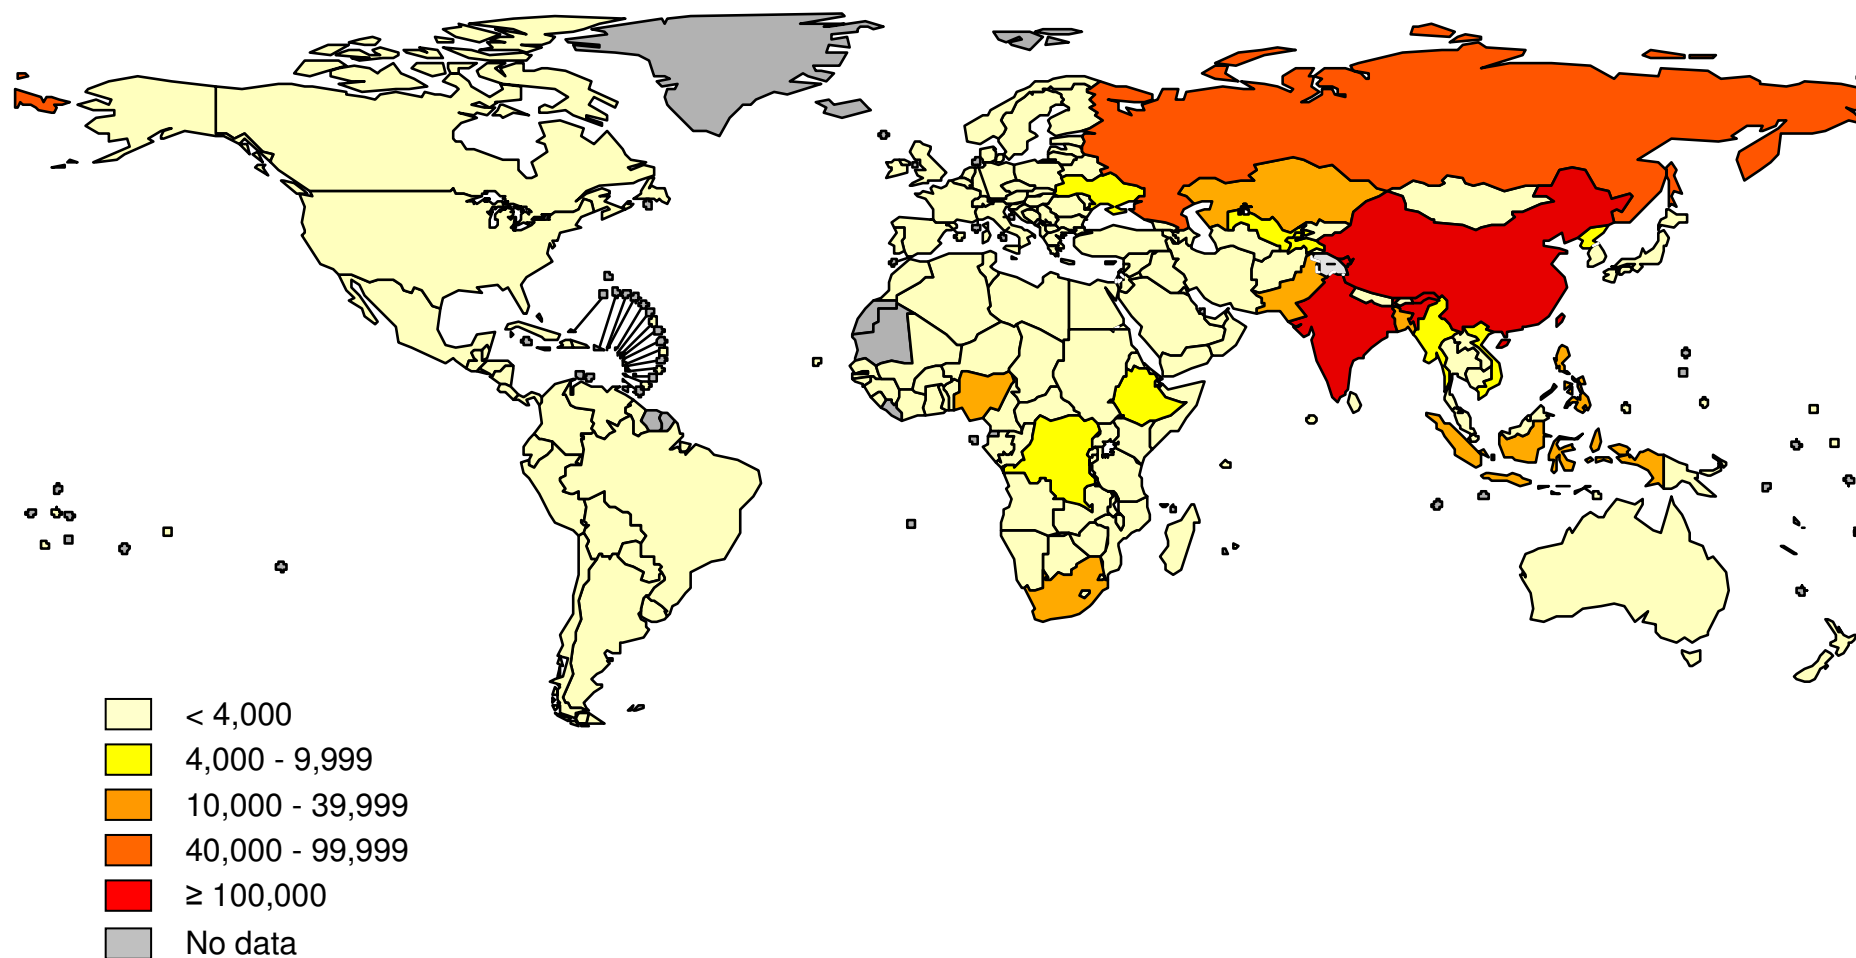 < 4,000
4,000 - 9,999
10,000 - 39,999
40,000 - 99,999
≥ 100,000
No data